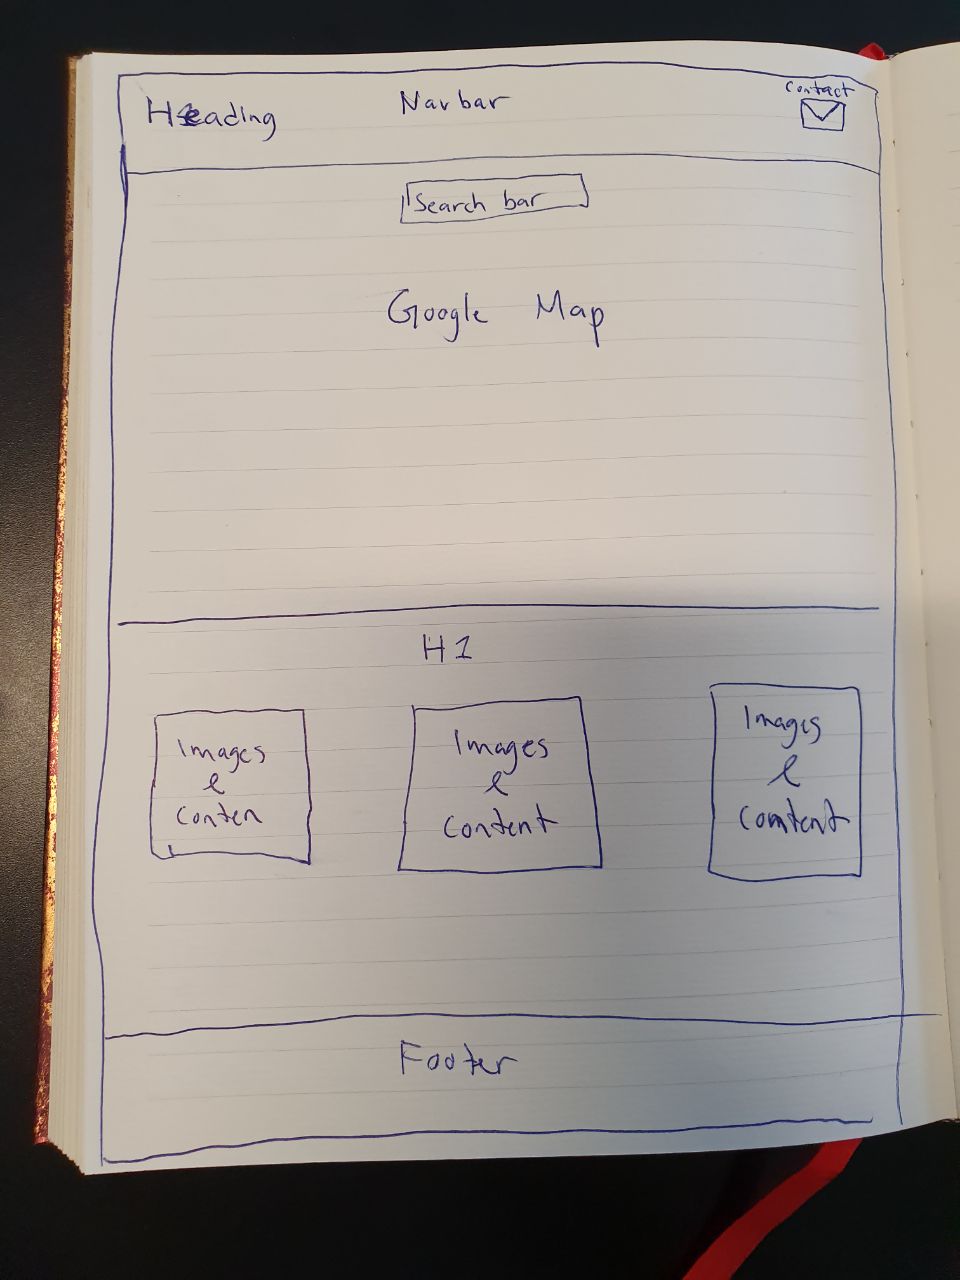 Heading
Navbar
Contact
Search bar
Google Map
H1
Images
&
Conten
Images
&
Content
Images
&
Content
Footer